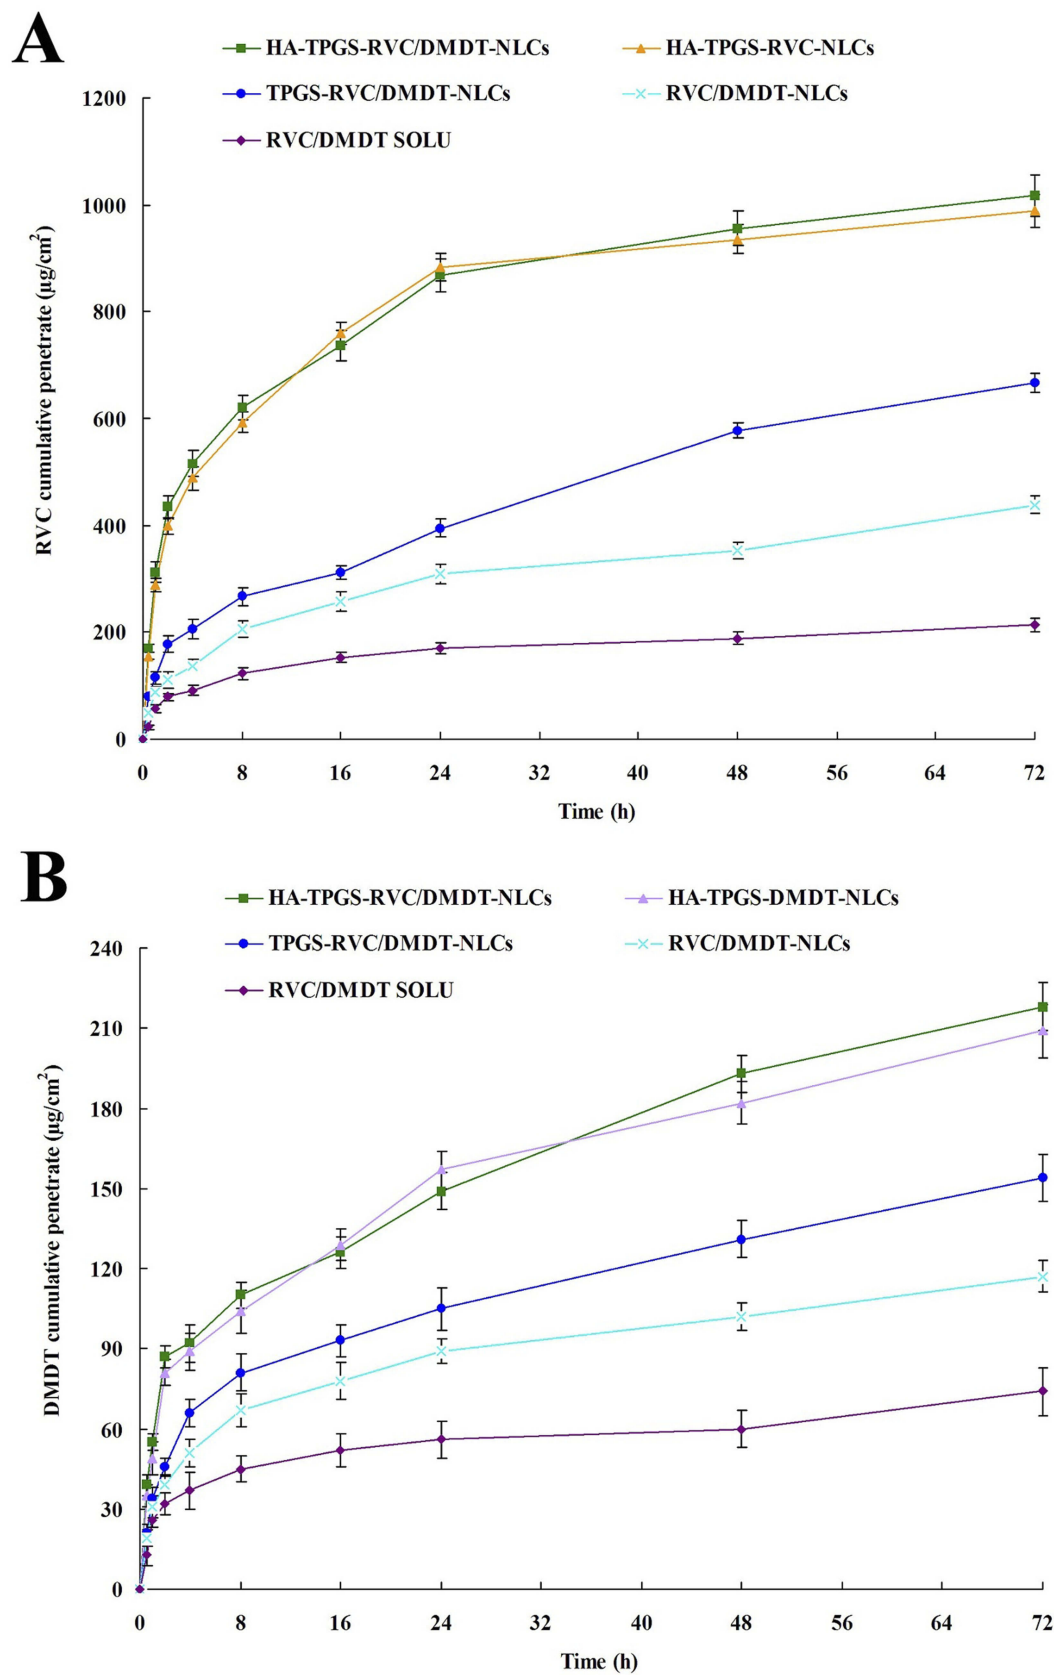 A
HA-TPGS-RVC/DMDT-NLCs HA-TPGS-RVC-NLCs
TPGS-RVC/DMDT-NLCs RVC/DMDT-NLCs
RVC/DMDT SOLU
RVC cumulative penetrate (µg/cm²)
1200
1000
800
600
400
200
0
0 8 16 24 32 40 48 56 64 72
Time (h)
B
HA-TPGS-RVC/DMDT-NLCs HA-TPGS-DMDT-NLCs
TPGS-RVC/DMDT-NLCs RVC/DMDT-NLCs
RVC/DMDT SOLU
DMDT cumulative penetrate (µg/cm²)
240
210
180
150
120
90
60
30
0
0 8 16 24 32 40 48 56 64 72
Time (h)